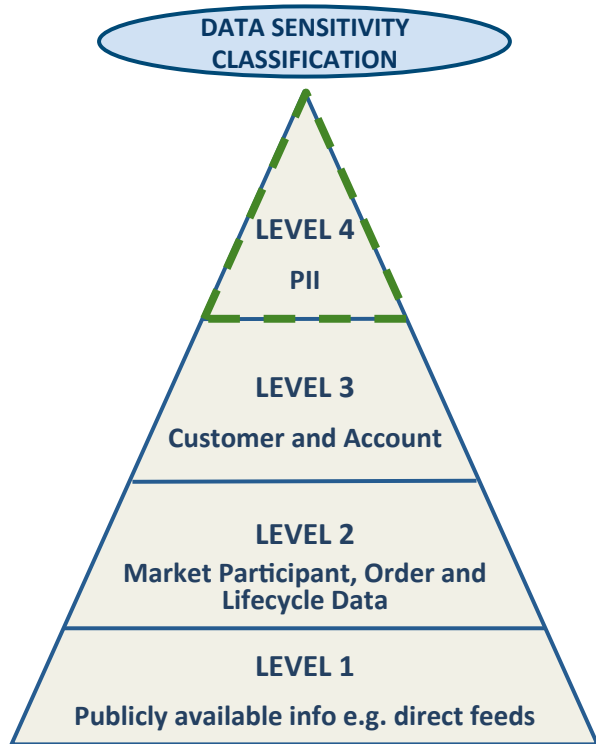 DATA SENSITIVITY
CLASSIFICATION
LEVEL 4
PII
LEVEL 3
Customer and Account
LEVEL 2
Market Participant, Order and
Lifecycle Data
LEVEL 1
Publicly available info e.g. direct feeds